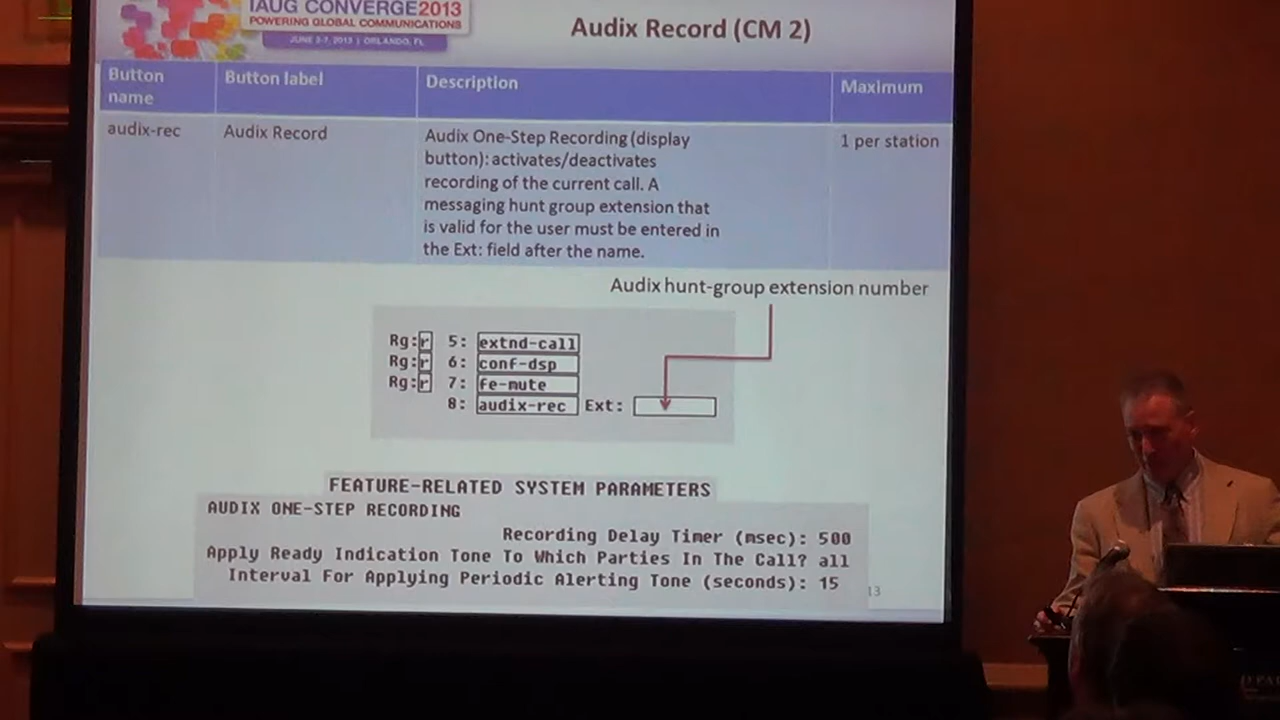 IAUG CONVERGE2013
POWERING GLOBAL COMMUNICATIONS
JUNE 3-7, 2013 | ORLANDO, FL
Audix Record (CM 2)
Button name
Button label
Description
Maximum
audix-rec
Audix Record
Audix One-Step Recording (display
button): activates/deactivates
recording of the current call. A
messaging hunt group extension that
is valid for the user must be entered in
the Ext: field after the name.
1 per station
Audix hunt-group extension number
Rg:r 5: extnd-call
Rg:r 6: conf-dsp
Rg:r 7: fe-mute
8: audix-rec Ext:
FEATURE-RELATED SYSTEM PARAMETERS
AUDIX ONE-STEP RECORDING
Recording Delay Timer (msec): 500
Apply Ready Indication Tone To Which Parties In The Call? all
Interval For Applying Periodic Alerting Tone (seconds): 15
13